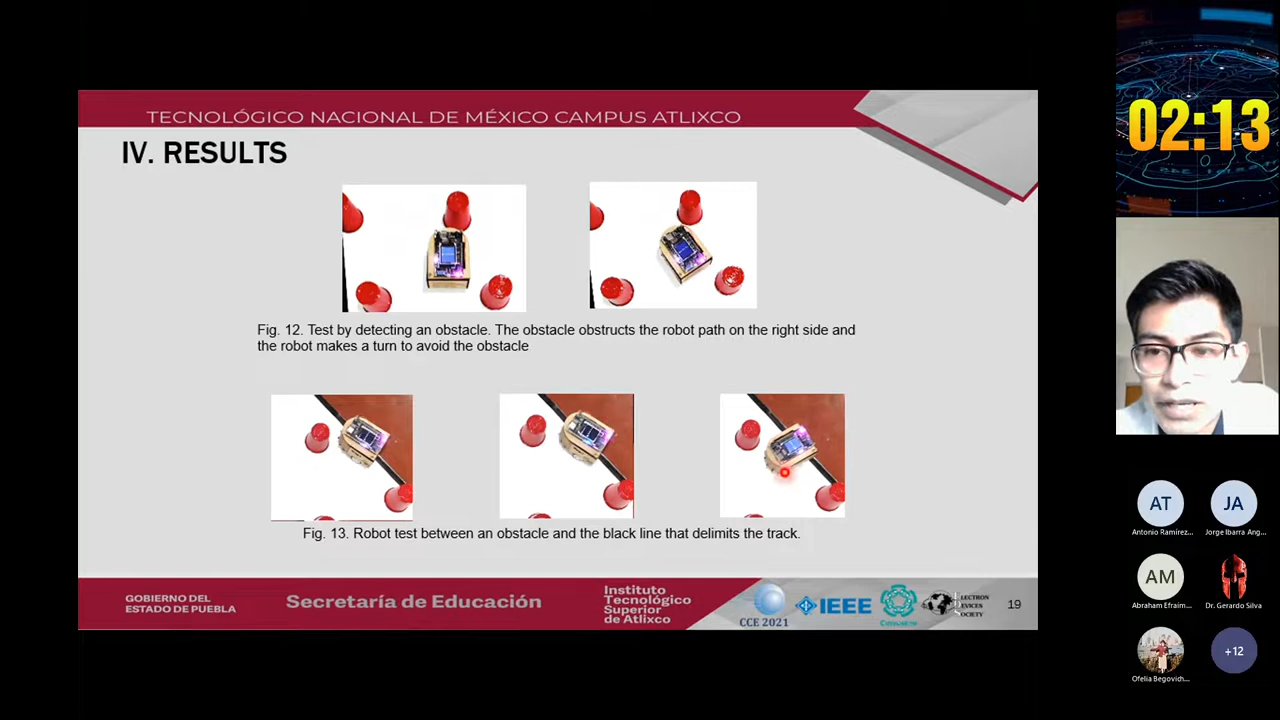 TECNOLÓGICO NACIONAL DE MÉXICO CAMPUS ATLIXCO
IV. RESULTS
Fig. 12. Test by detecting an obstacle. The obstacle obstructs the robot path on the right side and
the robot makes a turn to avoid the obstacle
Fig. 13. Robot test between an obstacle and the black line that delimits the track.
GOBIERNO DEL
ESTADO DE PUEBLA
Secretaría de Educación
Instituto
Tecnológico
Superior
de Atlixco
CCE 2021
IEEE
Cinvestav
ELECTRON
DEVICES
SOCIETY
19
02:13
AT
Antonio Ramírez...
JA
Jorge Ibarra Ang...
AM
Abraham Efraim...
Dr. Gerardo Silva
Ofelia Begovich...
+12